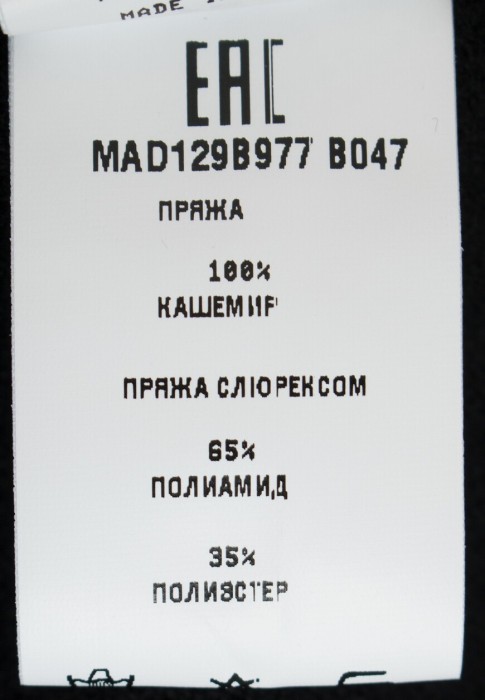 MADE
EAC
MAD129B977 B047
ПРЯЖА
100%
КАШЕМИР
ПРЯЖА СЛЮРЕКСОМ
65%
ПОЛИАМИД
35%
ПОЛИЭСТЕР